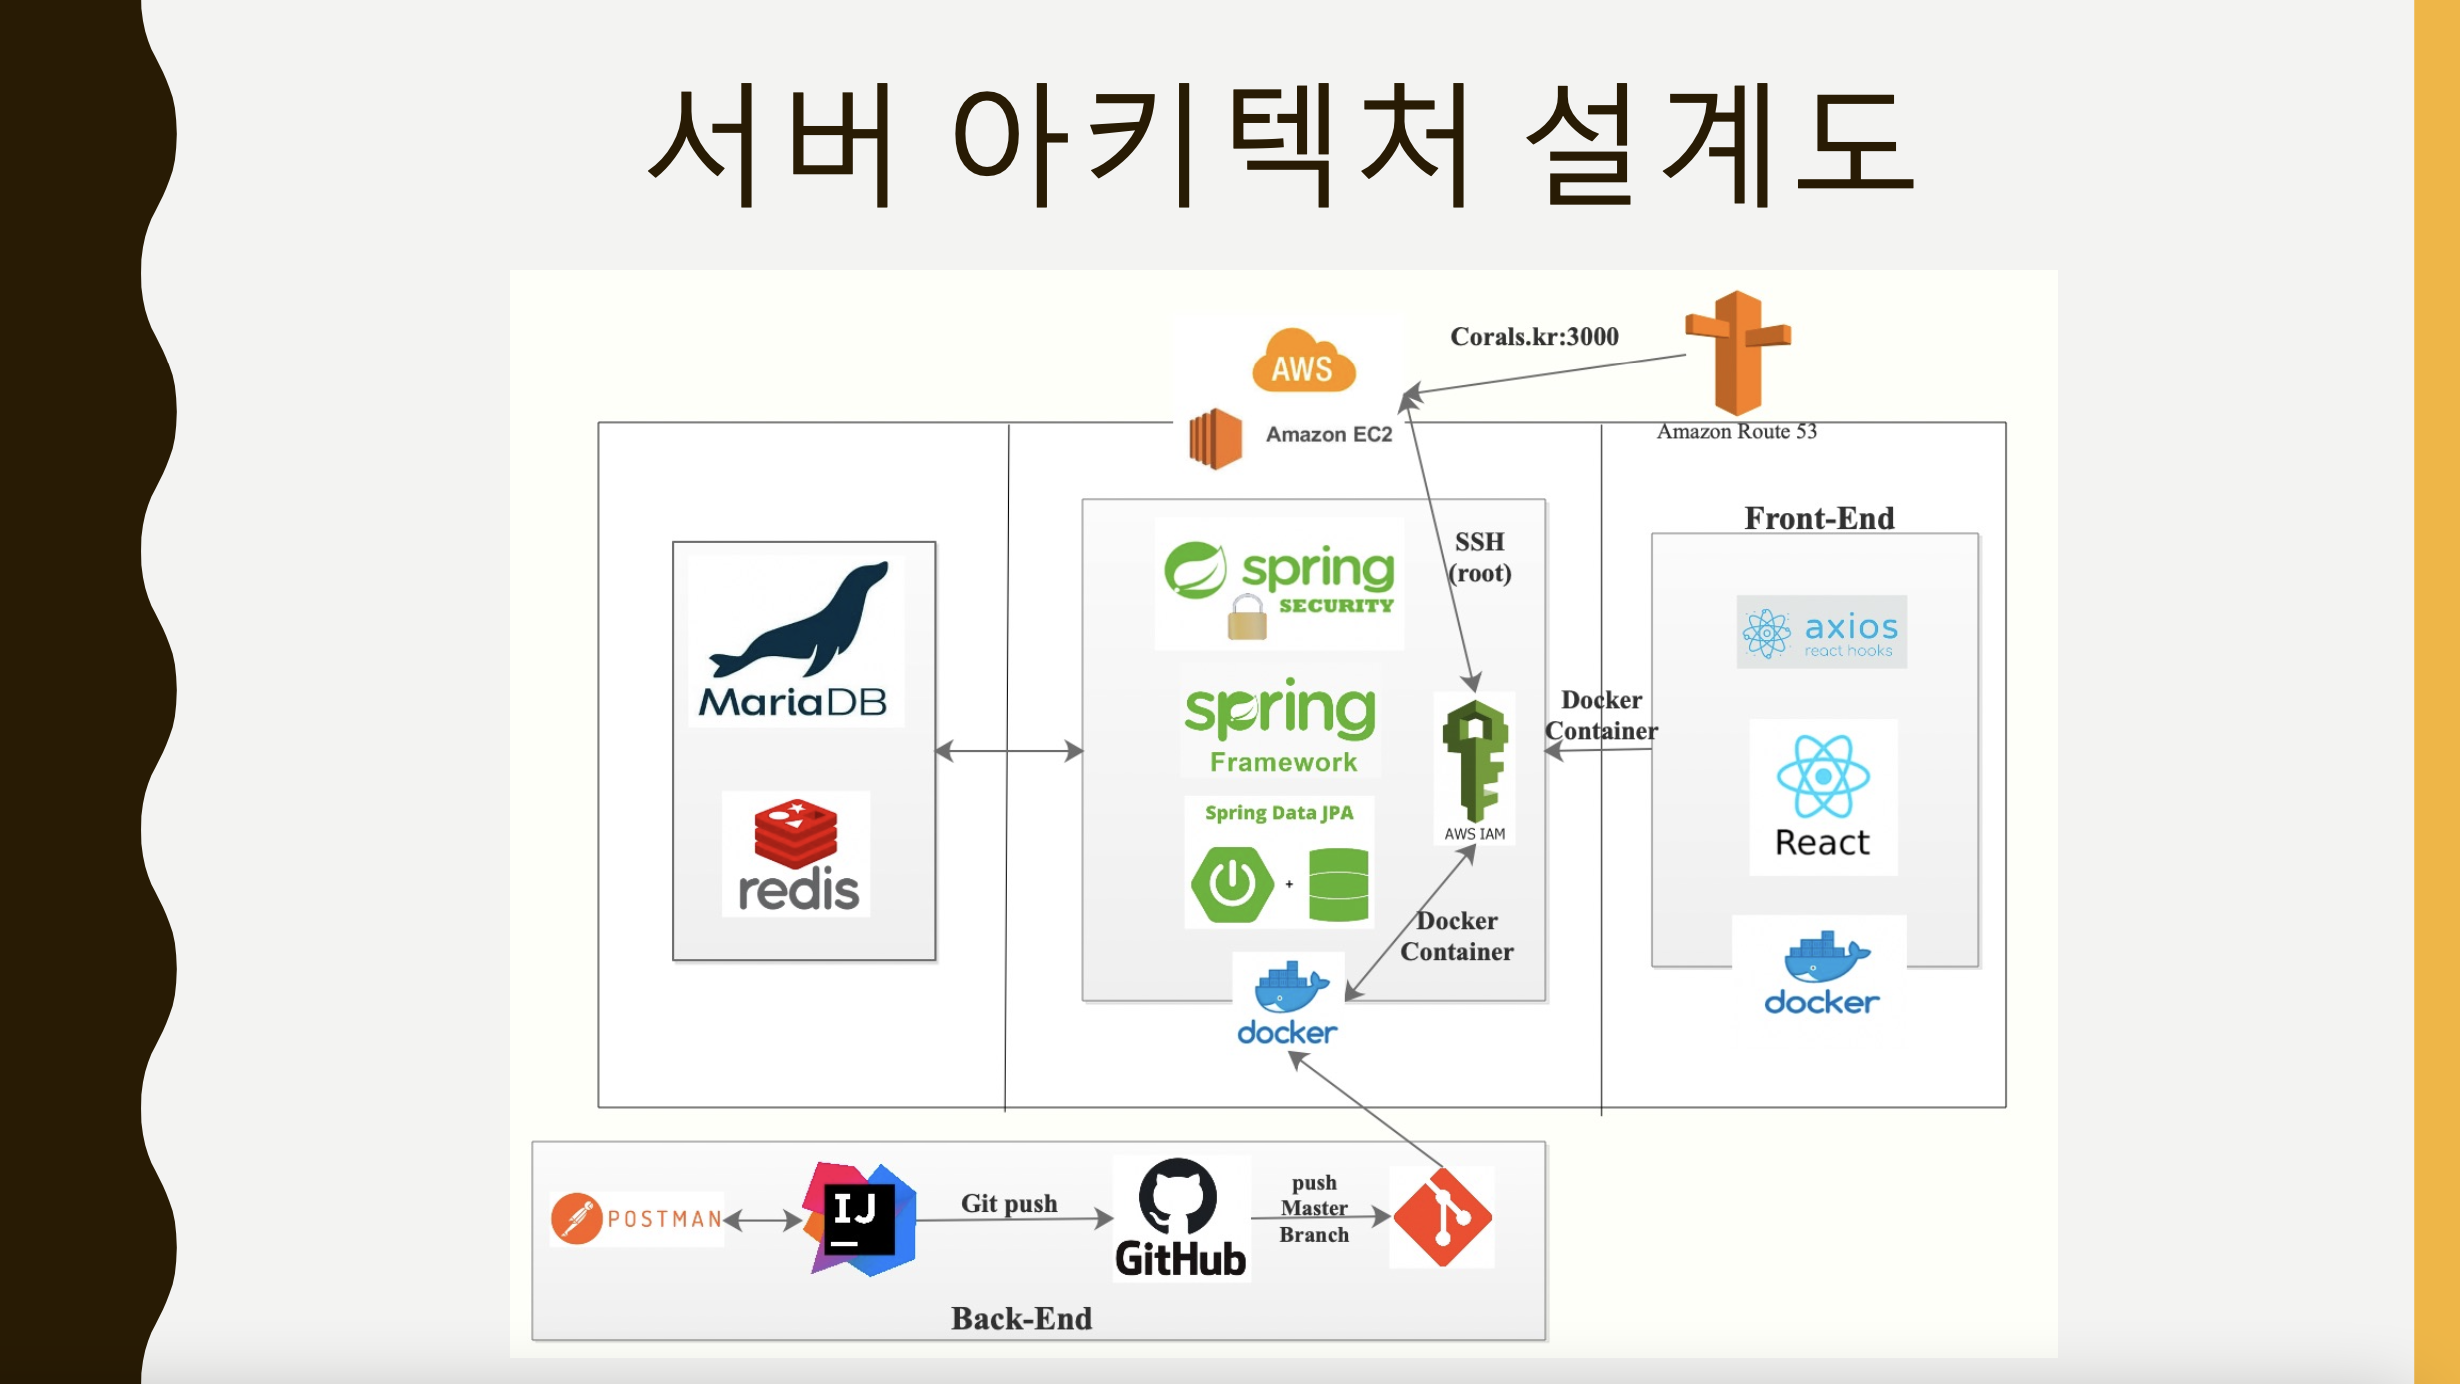 서버 아키텍처 설계도
Corals.kr:3000
AWS
Amazon EC2
Amazon Route 53
Front-End
spring
SECURITY
SSH
(root)
axios
react hooks
MariaDB
spring
Framework
Docker
Container
Spring Data JPA
+
AWS IAM
React
redis
Docker
Container
docker
docker
POSTMAN
IJ
Git push
GitHub
push
Master
Branch
Back-End